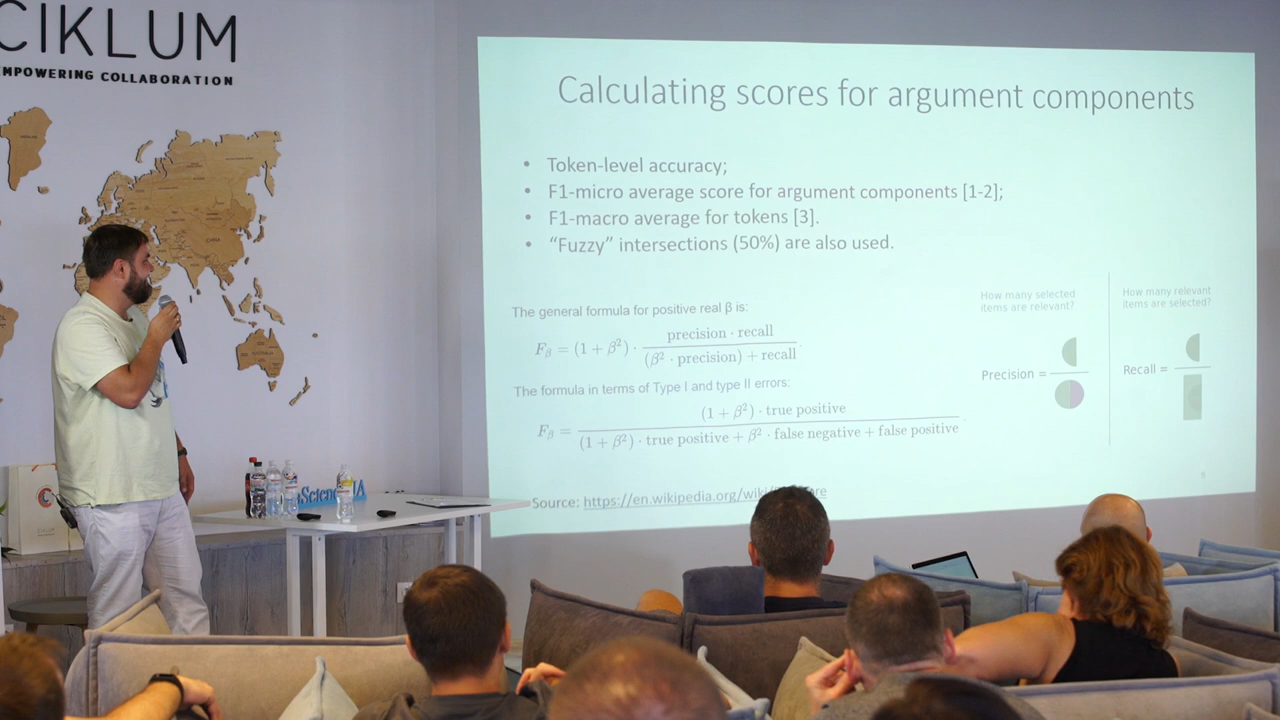 CIKLUM
EMPOWERING COLLABORATION
Calculating scores for argument components
• Token-level accuracy;
• F1-micro average score for argument components [1-2];
• F1-macro average for tokens [3].
• “Fuzzy” intersections (50%) are also used.
The general formula for positive real β is:
Fβ = (1 + β²) · precision · recall / (β² · precision) + recall
The formula in terms of Type I and type II errors:
Fβ = (1 + β²) · true positive / (1 + β²) · true positive + β² · false negative + false positive
How many selected
items are relevant?
Precision =
How many relevant
items are selected?
Recall =
Source: https://en.wikipedia.org/wiki/